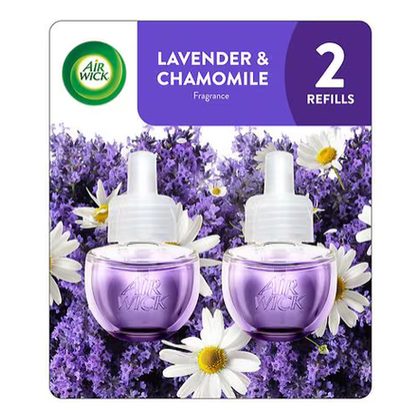 AIR
WICK
LAVENDER &
CHAMOMILE
Fragrance
2
REFILLS
AIR
WICK
AIR
WICK